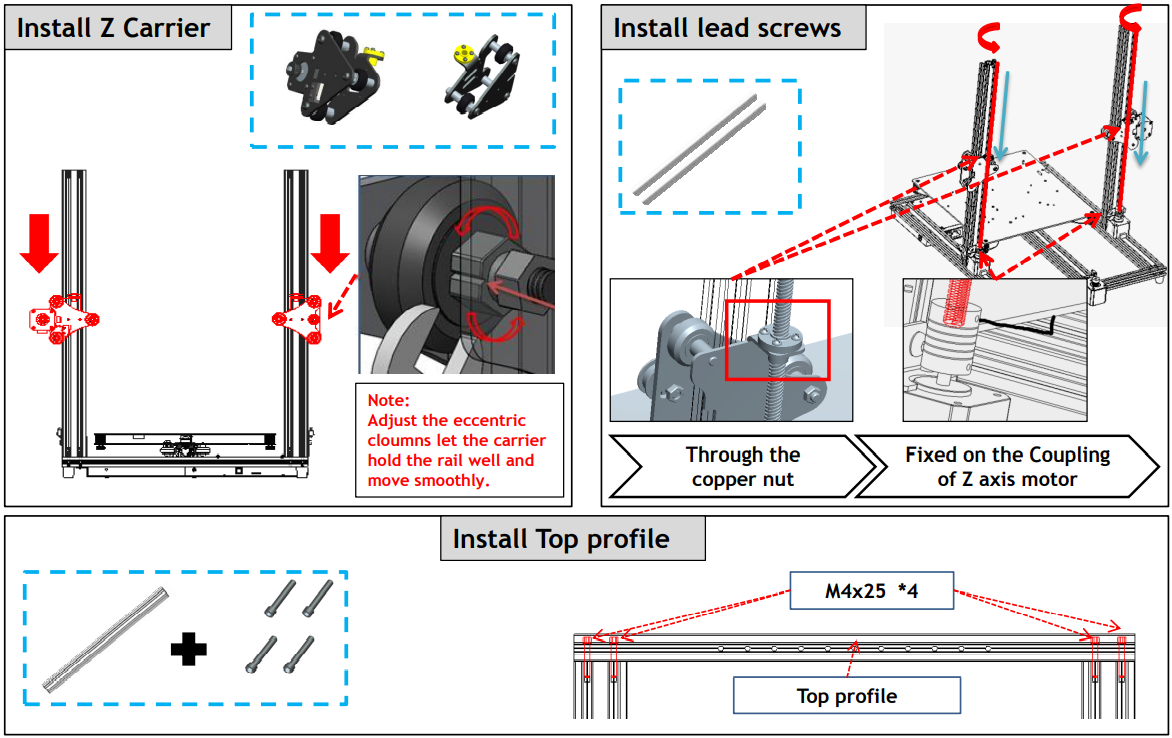 Install Z Carrier
Note:
Adjust the eccentric
cloumns let the carrier
hold the rail well and
move smoothly.
Install lead screws
Through the
copper nut
Fixed on the Coupling
of Z axis motor
Install Top profile
M4x25 *4
Top profile